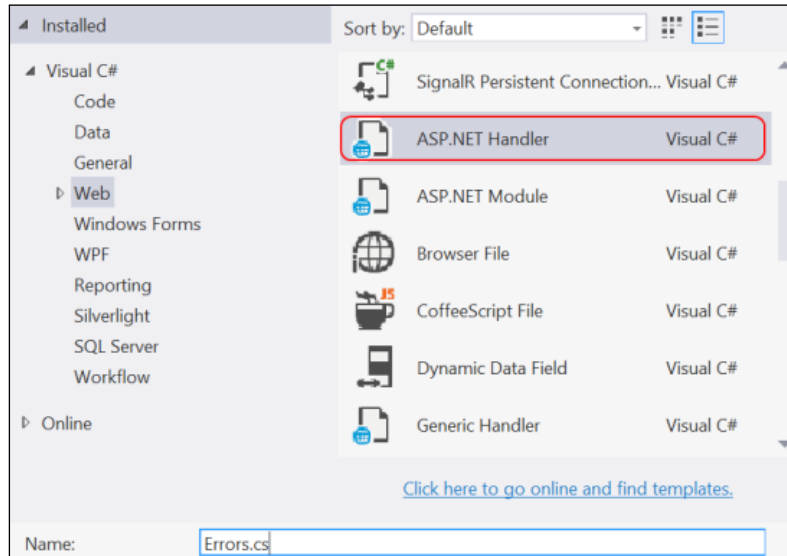 Installed
Sort by: Default
Visual C#
Code
Data
General
Web
Windows Forms
WPF
Reporting
Silverlight
SQL Server
Workflow
Online
C#
SignalR Persistent Connection... Visual C#
ASP.NET Handler Visual C#
ASP.NET Module Visual C#
Browser File Visual C#
JS
CoffeeScript File Visual C#
Dynamic Data Field Visual C#
Generic Handler Visual C#
Click here to go online and find templates.
Name: Errors.cs